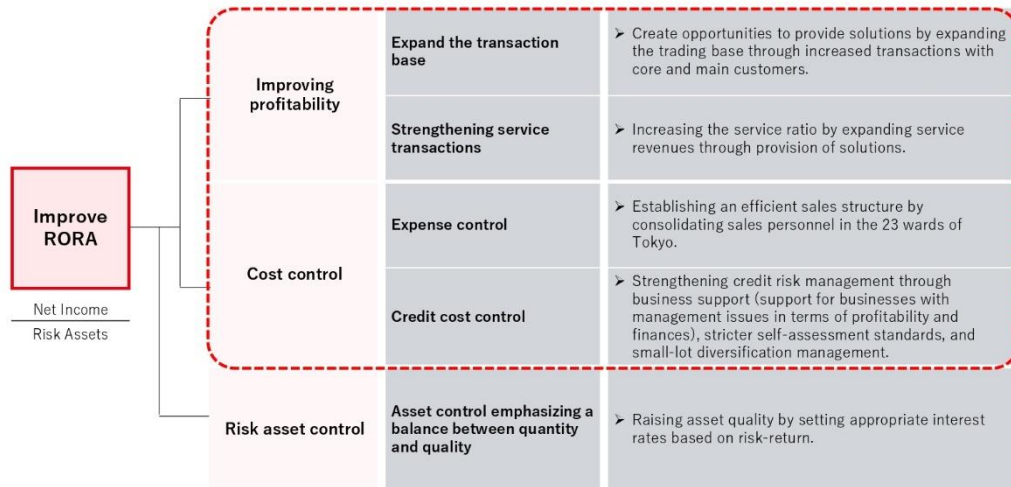 Improve
RORA
Net Income
Risk Assets
Improving
profitability
Expand the transaction
base
➢ Create opportunities to provide solutions by expanding
the trading base through increased transactions with
core and main customers.
Strengthening service
transactions
➢ Increasing the service ratio by expanding service
revenues through provision of solutions.
Cost control
Expense control
➢ Establishing an efficient sales structure by
consolidating sales personnel in the 23 wards of
Tokyo.
Credit cost control
➢ Strengthening credit risk management through
business support (support for businesses with
management issues in terms of profitability and
finances), stricter self-assessment standards, and
small-lot diversification management.
Risk asset control
Asset control emphasizing a
balance between quantity
and quality
➢ Raising asset quality by setting appropriate interest
rates based on risk-return.